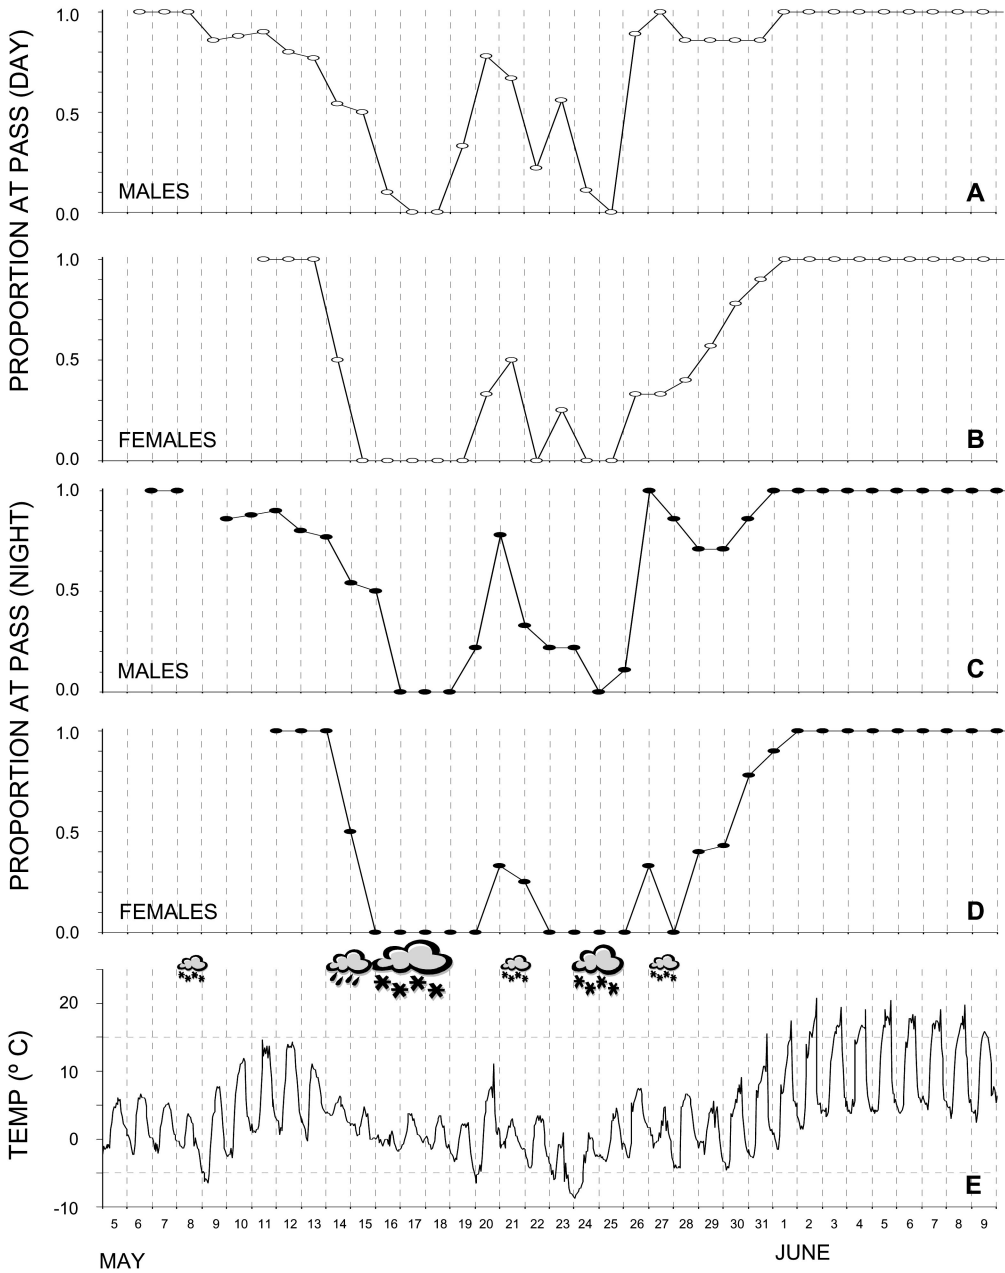 PROPORTION AT PASS (DAY)
1.0
0.5
0.0
MALES
A
1.0
0.5
0.0
FEMALES
B
PROPORTION AT PASS (NIGHT)
1.0
0.5
0.0
MALES
C
1.0
0.5
0.0
FEMALES
D
TEMP (º C)
20
10
0
-10
E
5 6 7 8 9 10 11 12 13 14 15 16 17 18 19 20 21 22 23 24 25 26 27 28 29 30 31 1 2 3 4 5 6 7 8 9
MAY
JUNE